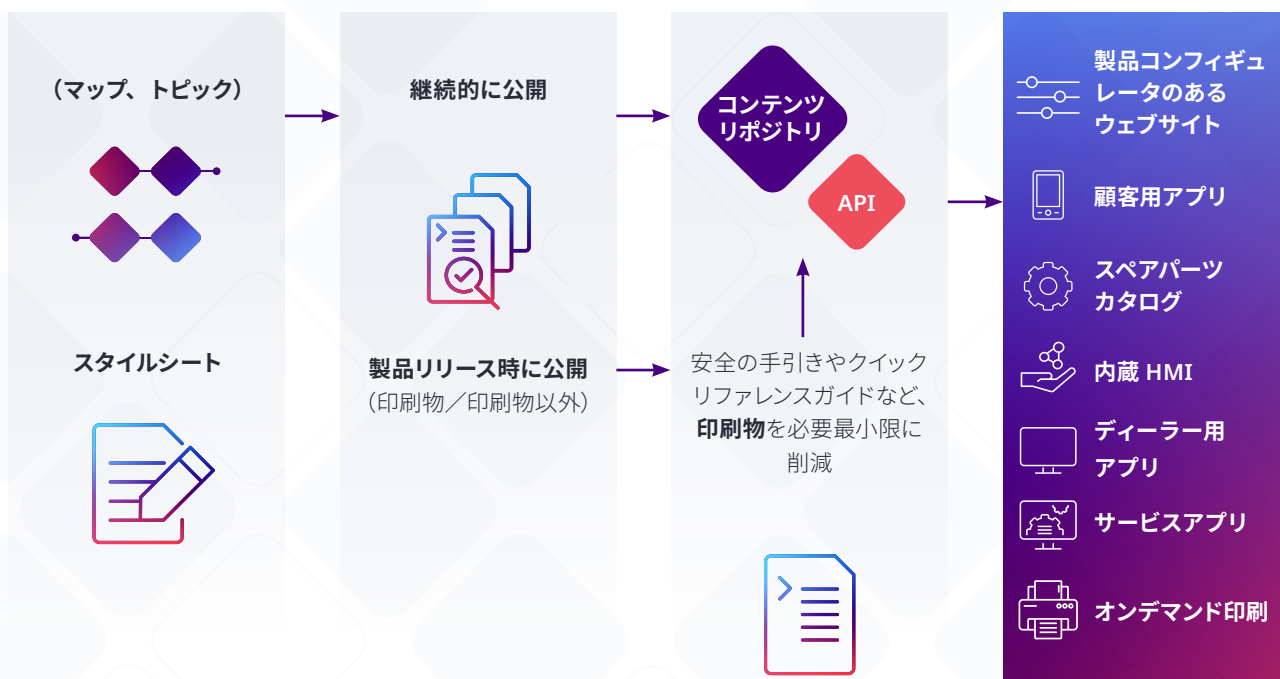 （マップ、トピック）
スタイルシート
継続的に公開
製品リリース時に公開
（印刷物／印刷物以外）
コンテンツ
リポジトリ
API
安全の手引きやクイック
リファレンスガイドなど、
印刷物を必要最小限に
削減
製品コンフィギュ
レータのある
ウェブサイト
顧客用アプリ
スペアパーツ
カタログ
内蔵 HMI
ディーラー用
アプリ
サービスアプリ
オンデマンド印刷